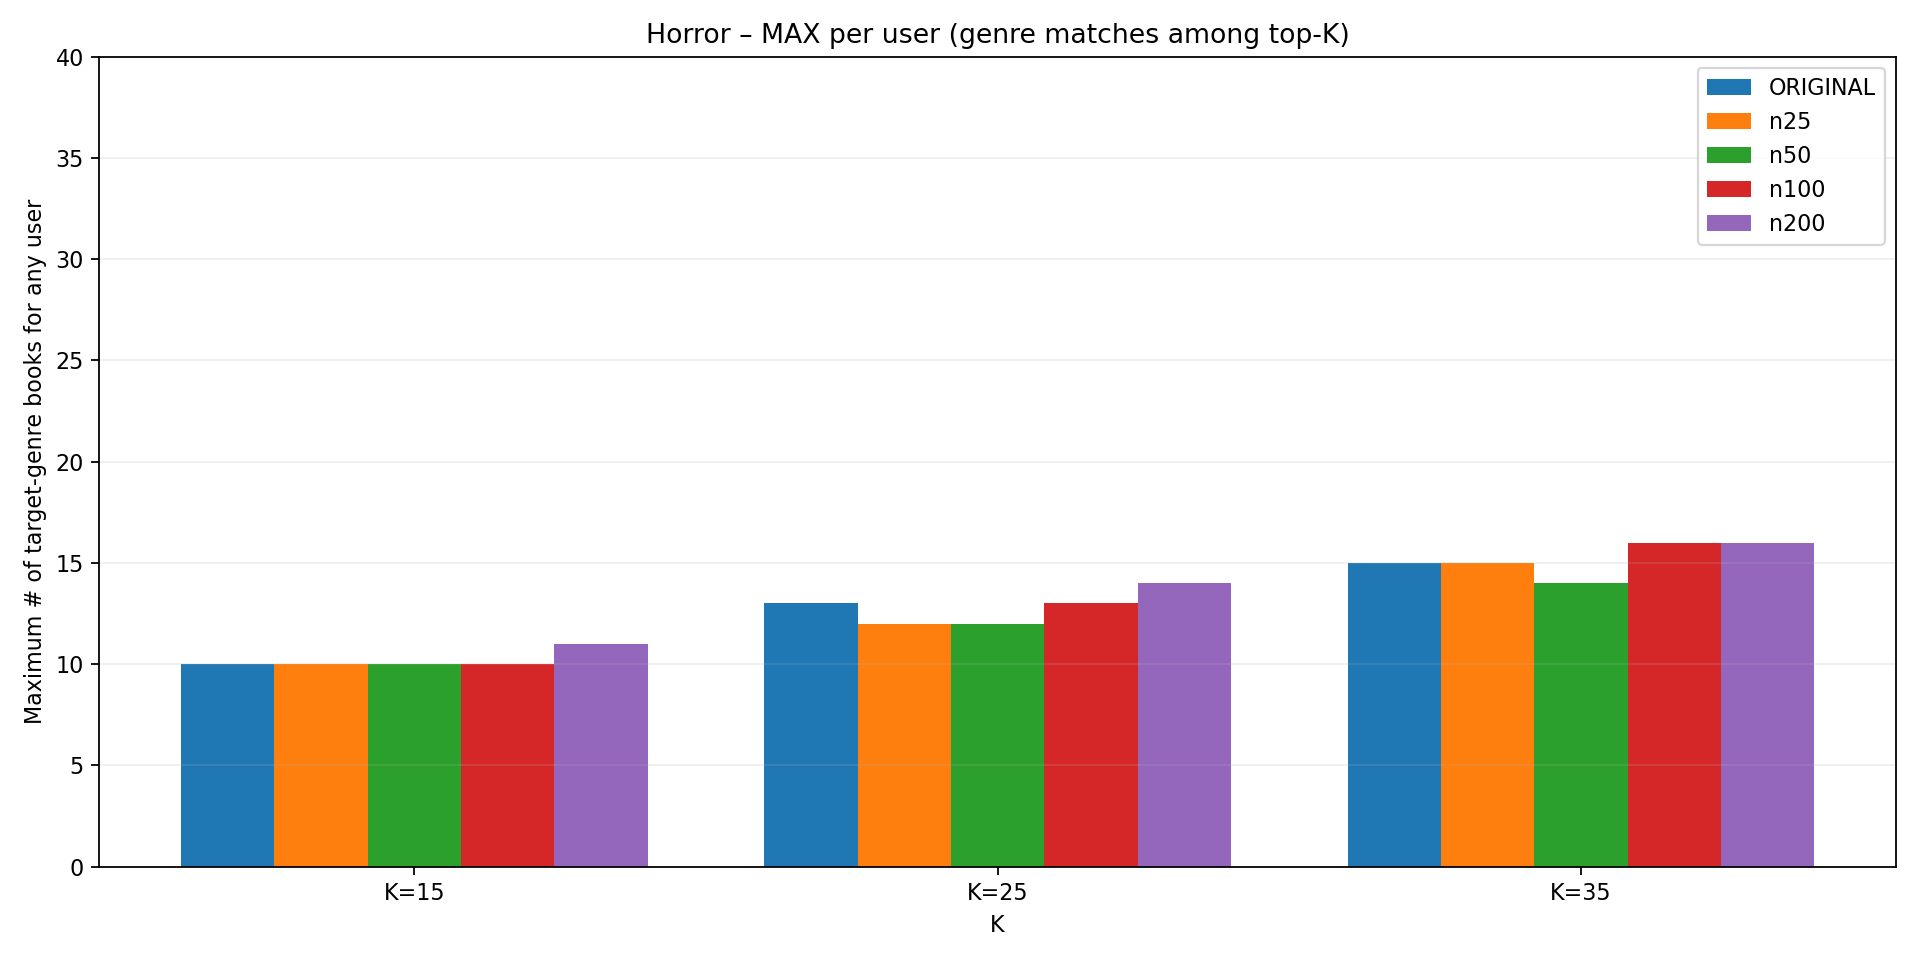 Horror – MAX per user (genre matches among top-K)
Maximum # of target-genre books for any user
40
35
30
25
20
15
10
5
0
ORIGINAL
n25
n50
n100
n200
K=15
K=25
K=35
K